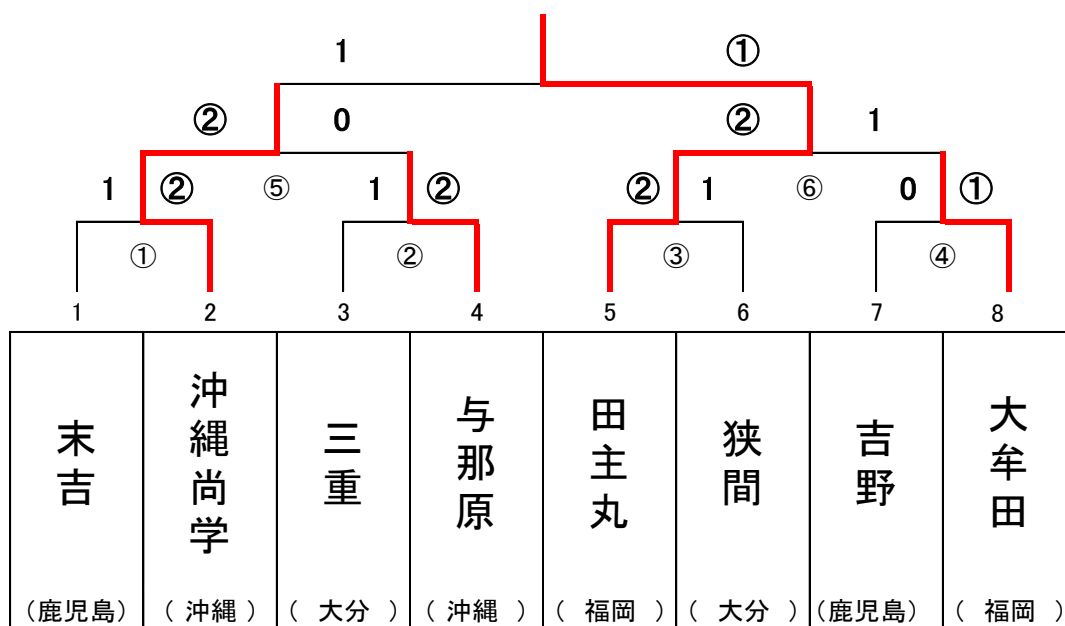 1 ①
② 0 ② 1
1 ② ⑤ 1 ② ② 1 ⑥ 0 ①
① ② ③ ④
1 2 3 4 5 6 7 8
末吉
沖縄尚学
三重
与那原
田主丸
狭間
吉野
大牟田
(鹿児島) ( 沖縄 ) ( 大分 ) ( 沖縄 ) ( 福岡 ) ( 大分 ) (鹿児島) ( 福岡 )